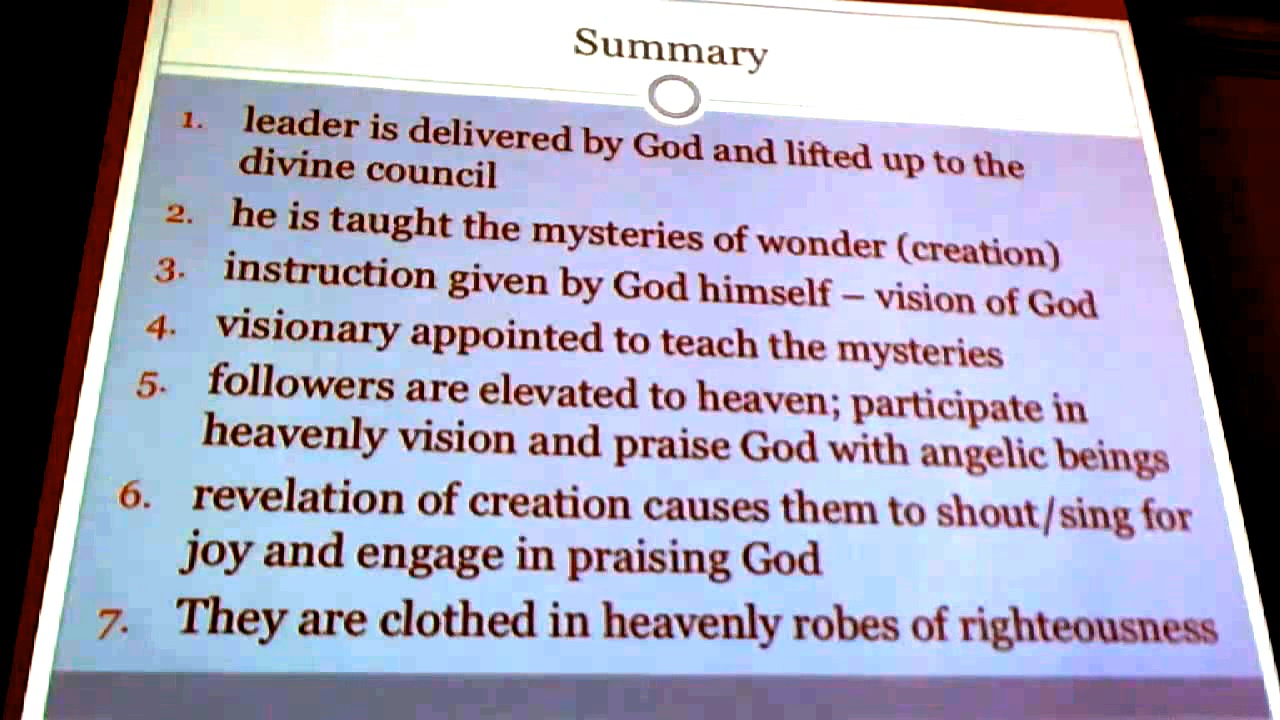 Summary
1. leader is delivered by God and lifted up to the
divine council
2. he is taught the mysteries of wonder (creation)
3. instruction given by God himself – vision of God
4. visionary appointed to teach the mysteries
5. followers are elevated to heaven; participate in
heavenly vision and praise God with angelic beings
6. revelation of creation causes them to shout/sing for
joy and engage in praising God
7. They are clothed in heavenly robes of righteousness